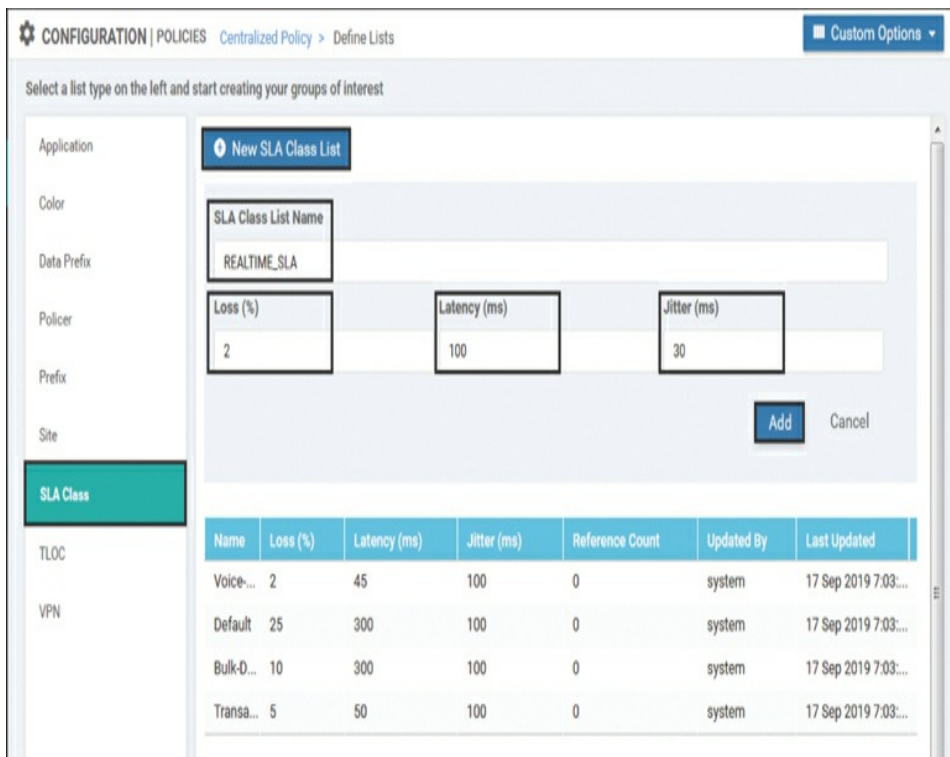 CONFIGURATION | POLICIES Centralized Policy > Define Lists
Custom Options
Select a list type on the left and start creating your groups of interest
Application
Color
Data Prefix
Policer
Prefix
Site
SLA Class
TLOC
VPN
New SLA Class List
SLA Class List Name
REALTIME_SLA
Loss (%) Latency (ms) Jitter (ms)
2 100 30
Add Cancel
Name Loss (%) Latency (ms) Jitter (ms) Reference Count Updated By Last Updated
Voice-... 2 45 100 0 system 17 Sep 2019 7:03:...
Default 25 300 100 0 system 17 Sep 2019 7:03:...
Bulk-D... 10 300 100 0 system 17 Sep 2019 7:03:...
Transa... 5 50 100 0 system 17 Sep 2019 7:03:...